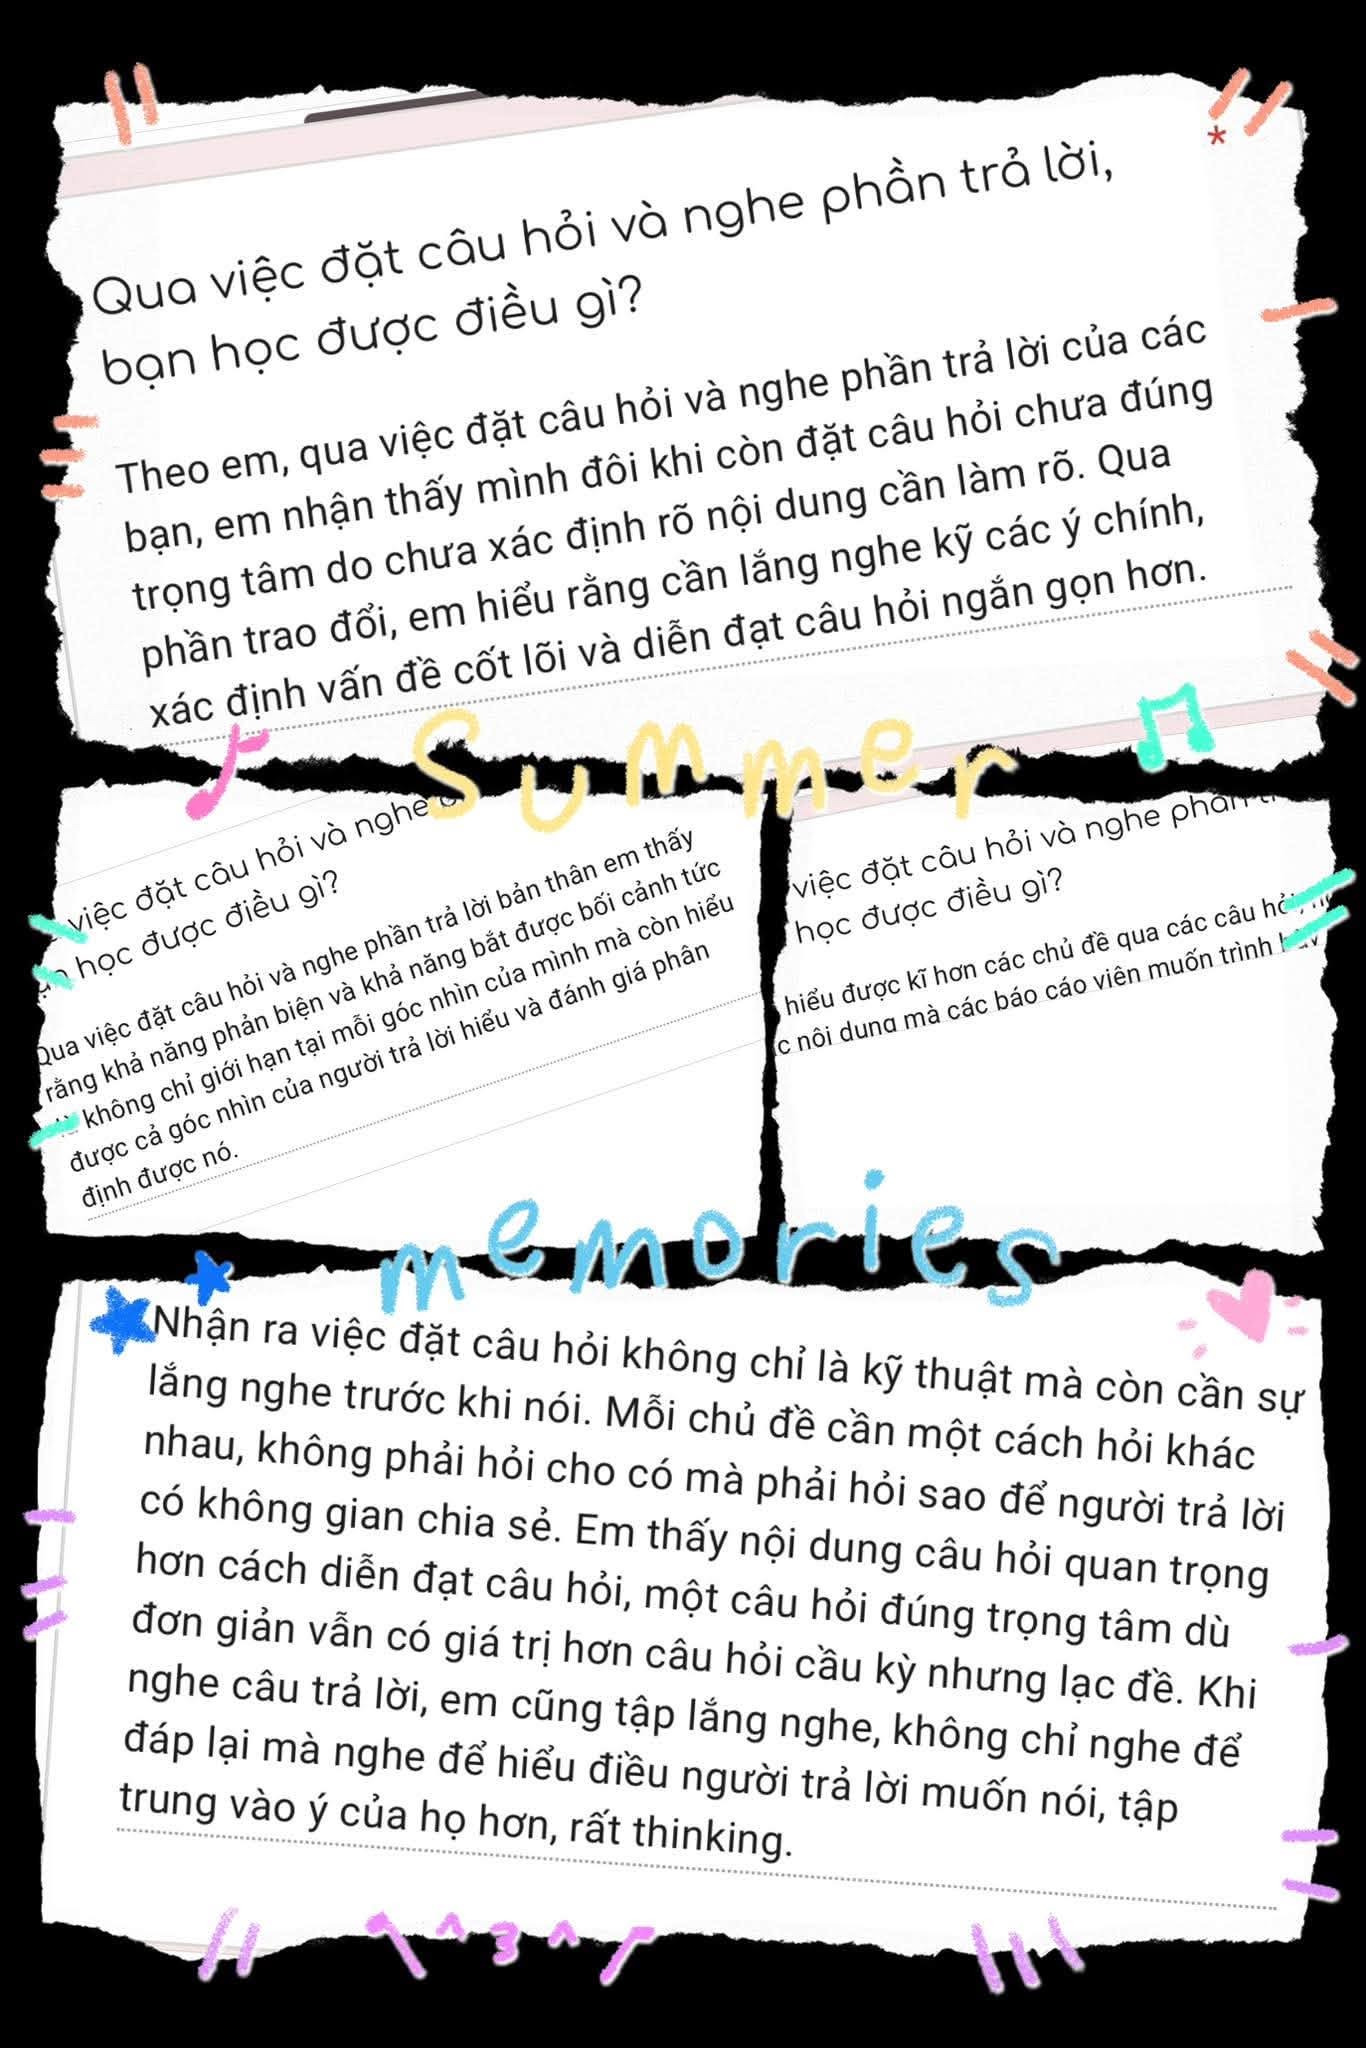 *
Qua việc đặt câu hỏi và nghe phần trả lời,
bạn học được điều gì?
Theo em, qua việc đặt câu hỏi và nghe phần trả lời của các
bạn, em nhận thấy mình đôi khi còn đặt câu hỏi chưa đúng
trọng tâm do chưa xác định rõ nội dung cần làm rõ. Qua
phần trao đổi, em hiểu rằng cần lắng nghe kỹ các ý chính,
xác định vấn đề cốt lõi và diễn đạt câu hỏi ngắn gọn hơn.
Summer
việc đặt câu hỏi và nghe
học được điều gì?
Qua việc đặt câu hỏi và nghe phần trả lời bản thân em thấy
rằng khả năng phản biện và khả năng bắt được bối cảnh tức
không chỉ giới hạn tại mỗi góc nhìn của mình mà còn hiểu
được cả góc nhìn của người trả lời hiểu và đánh giá phân
định được nó.
việc đặt câu hỏi và nghe phần
học được điều gì?
hiểu được kĩ hơn các chủ đề qua các câu
nội dung mà các báo cáo viên muốn trình
memories
Nhận ra việc đặt câu hỏi không chỉ là kỹ thuật mà còn cần sự
lắng nghe trước khi nói. Mỗi chủ đề cần một cách hỏi khác
nhau, không phải hỏi cho có mà phải hỏi sao để người trả lời
có không gian chia sẻ. Em thấy nội dung câu hỏi quan trọng
hơn cách diễn đạt câu hỏi, một câu hỏi đúng trọng tâm dù
đơn giản vẫn có giá trị hơn câu hỏi cầu kỳ nhưng lạc đề. Khi
nghe câu trả lời, em cũng tập lắng nghe, không chỉ nghe để
đáp lại mà nghe để hiểu điều người trả lời muốn nói, tập
trung vào ý của họ hơn, rất thinking.